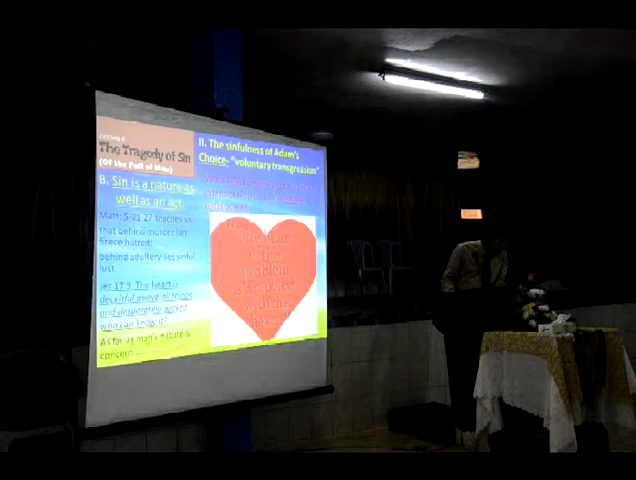 The Tragedy of Sin
(Of the Fall of Man)
B. Sin is a nature as
well as an act.
Matt: 5-21,27 teaches us
that behind murder lies
fierece hatred:
behind adultery lies sinful
lust.
Jer 17:9 The heart is
deceitful above all things
and desperately wicked
who can know it?
As far as man's nature is
concern
II. The sinfulness of Adam's
Choice- "voluntary transgression"
The heart
of the
problem
is a problem
with the
heart